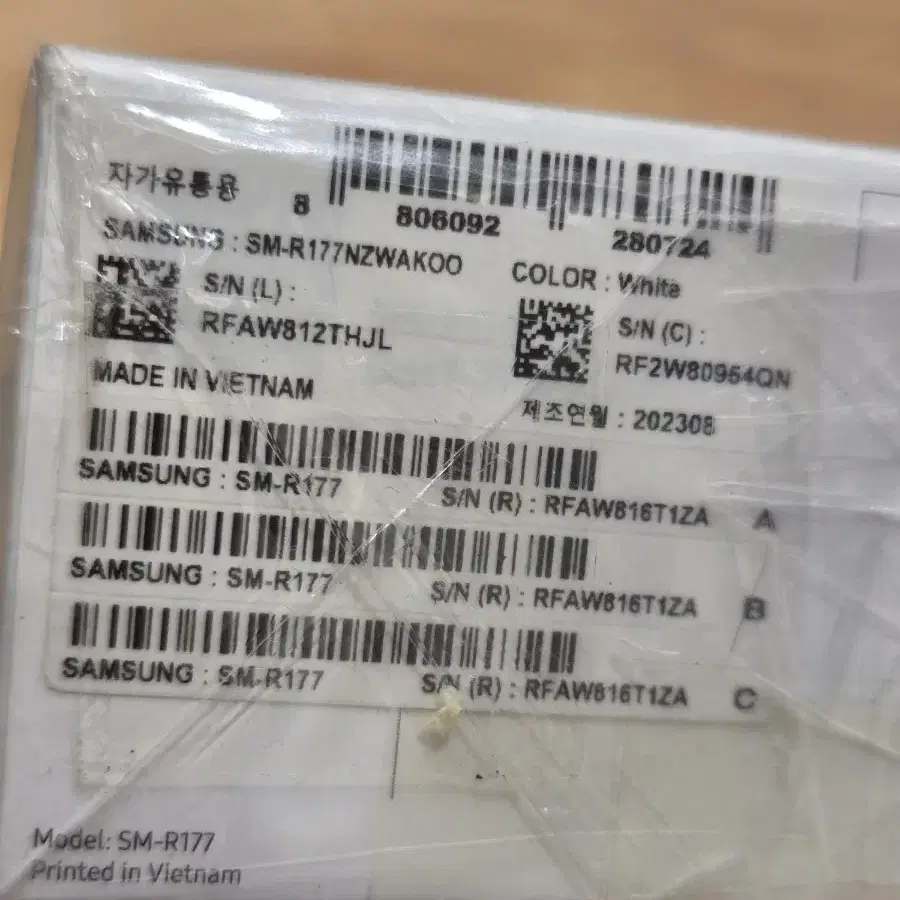 자가유통용
8 806092 280724
SAMSUNG : SM-R177NZWAKOO
COLOR : White
S/N (L) :
RFAW812THJL
S/N (C) :
RF2W80954QN
MADE IN VIETNAM
제조연월 : 202308
SAMSUNG : SM-R177 S/N (R) : RFAW816T1ZA A
SAMSUNG : SM-R177 S/N (R) : RFAW816T1ZA B
SAMSUNG : SM-R177 S/N (R) : RFAW816T1ZA C
Model: SM-R177
Printed in Vietnam